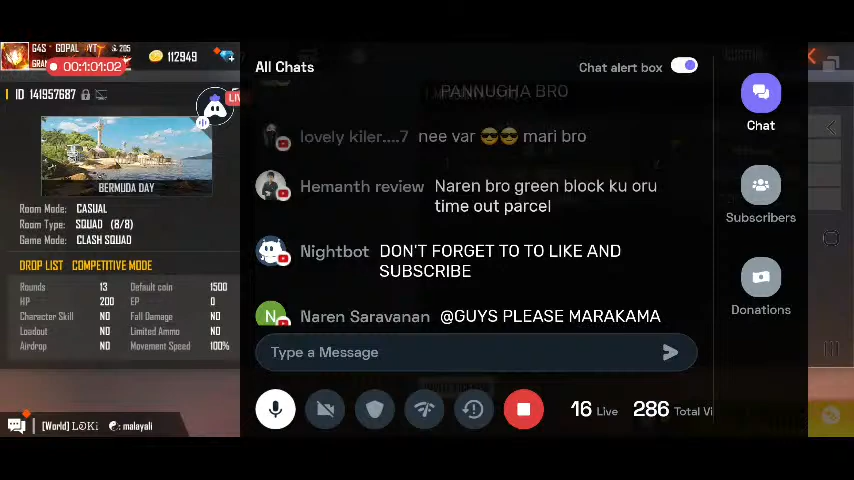 G4S GOPAL YT
205
GRAN
00:1:01:02
112949
ID 141957687
LIV
BERMUDA DAY
Room Mode: CASUAL
Room Type: SQUAD (8/8)
Game Mode: CLASH SQUAD
DROP LIST COMPETITIVE MODE
Rounds 13 Default coin 1500
HP 200 EP 0
Character Skill NO Fall Damage NO
Loadout NO Limited Ammo NO
Airdrop NO Movement Speed 100%
[World] malayali
All Chats
Chat alert box
PANNUGHA BRO
lovely kiler....7 nee var 😎😎 mari bro
Hemanth review Naren bro green block ku oru
time out parcel
Nightbot DON'T FORGET TO TO LIKE AND
SUBSCRIBE
N Naren Saravanan @GUYS PLEASE MARAKAMA
Type a Message
16 Live 286 Total Vi
Chat
Subscribers
Donations